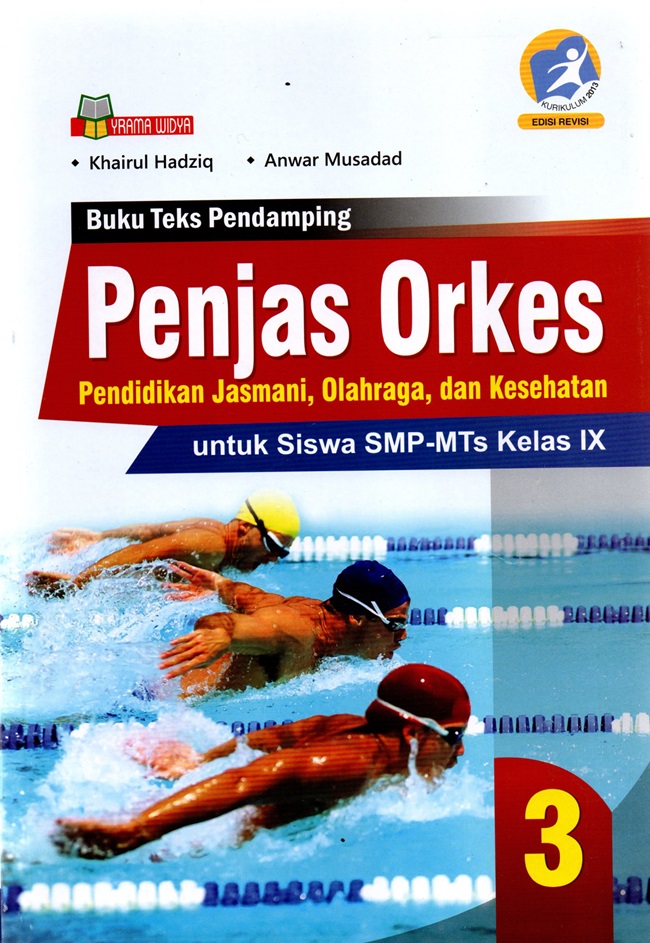 KURIKULUM 2013
EDISI REVISI
YRAMA WIDYA
Khairul Hadziq
Anwar Musadad
Buku Teks Pendamping
Penjas Orkes
Pendidikan Jasmani, Olahraga, dan Kesehatan
untuk Siswa SMP-MTs Kelas IX
3